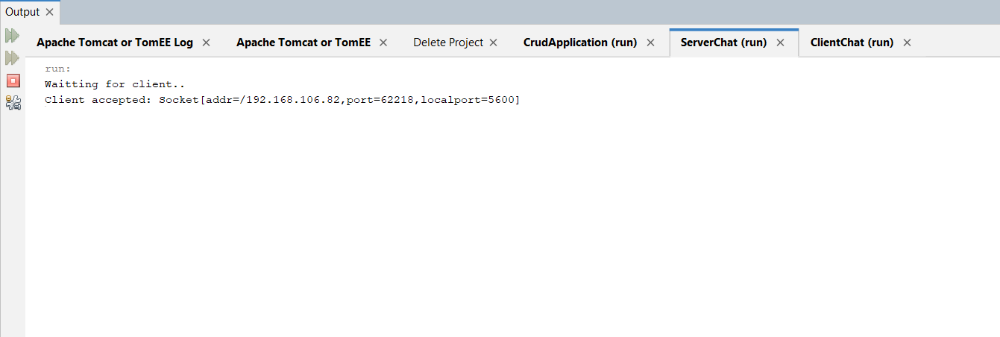 Output
Apache Tomcat or TomEE Log Apache Tomcat or TomEE Delete Project CrudApplication (run) ServerChat (run) ClientChat (run)
run:
Waitting for client..
Client accepted: Socket[addr=/192.168.106.82,port=62218,localport=5600]